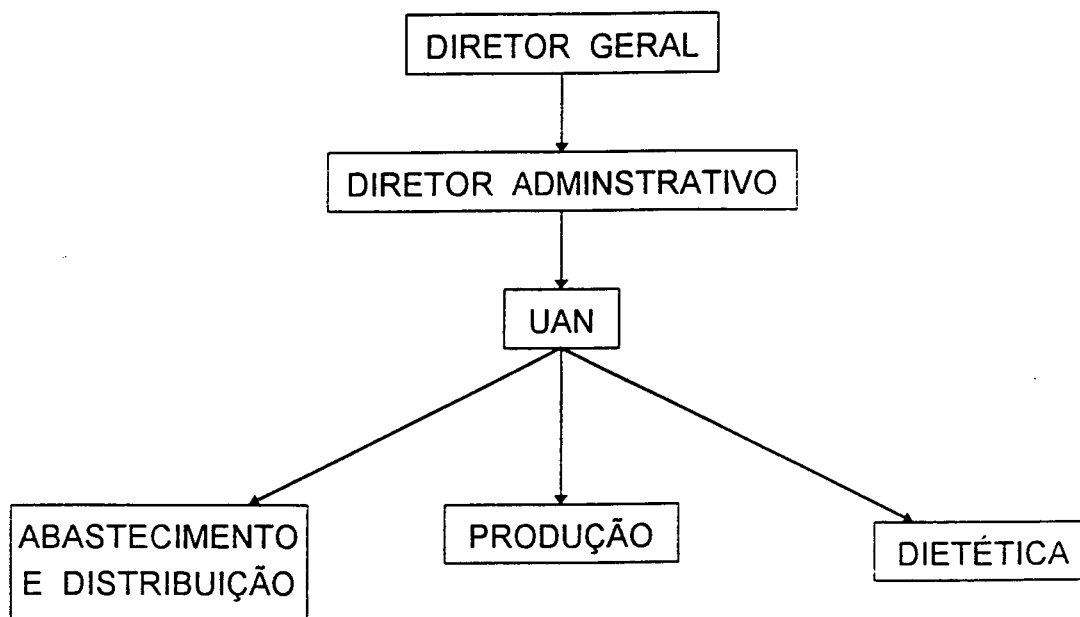 DIRETOR GERAL
DIRETOR ADMINSTRATIVO
UAN
ABASTECIMENTO
E DISTRIBUIÇÃO
PRODUÇÃO
DIETÉTICA